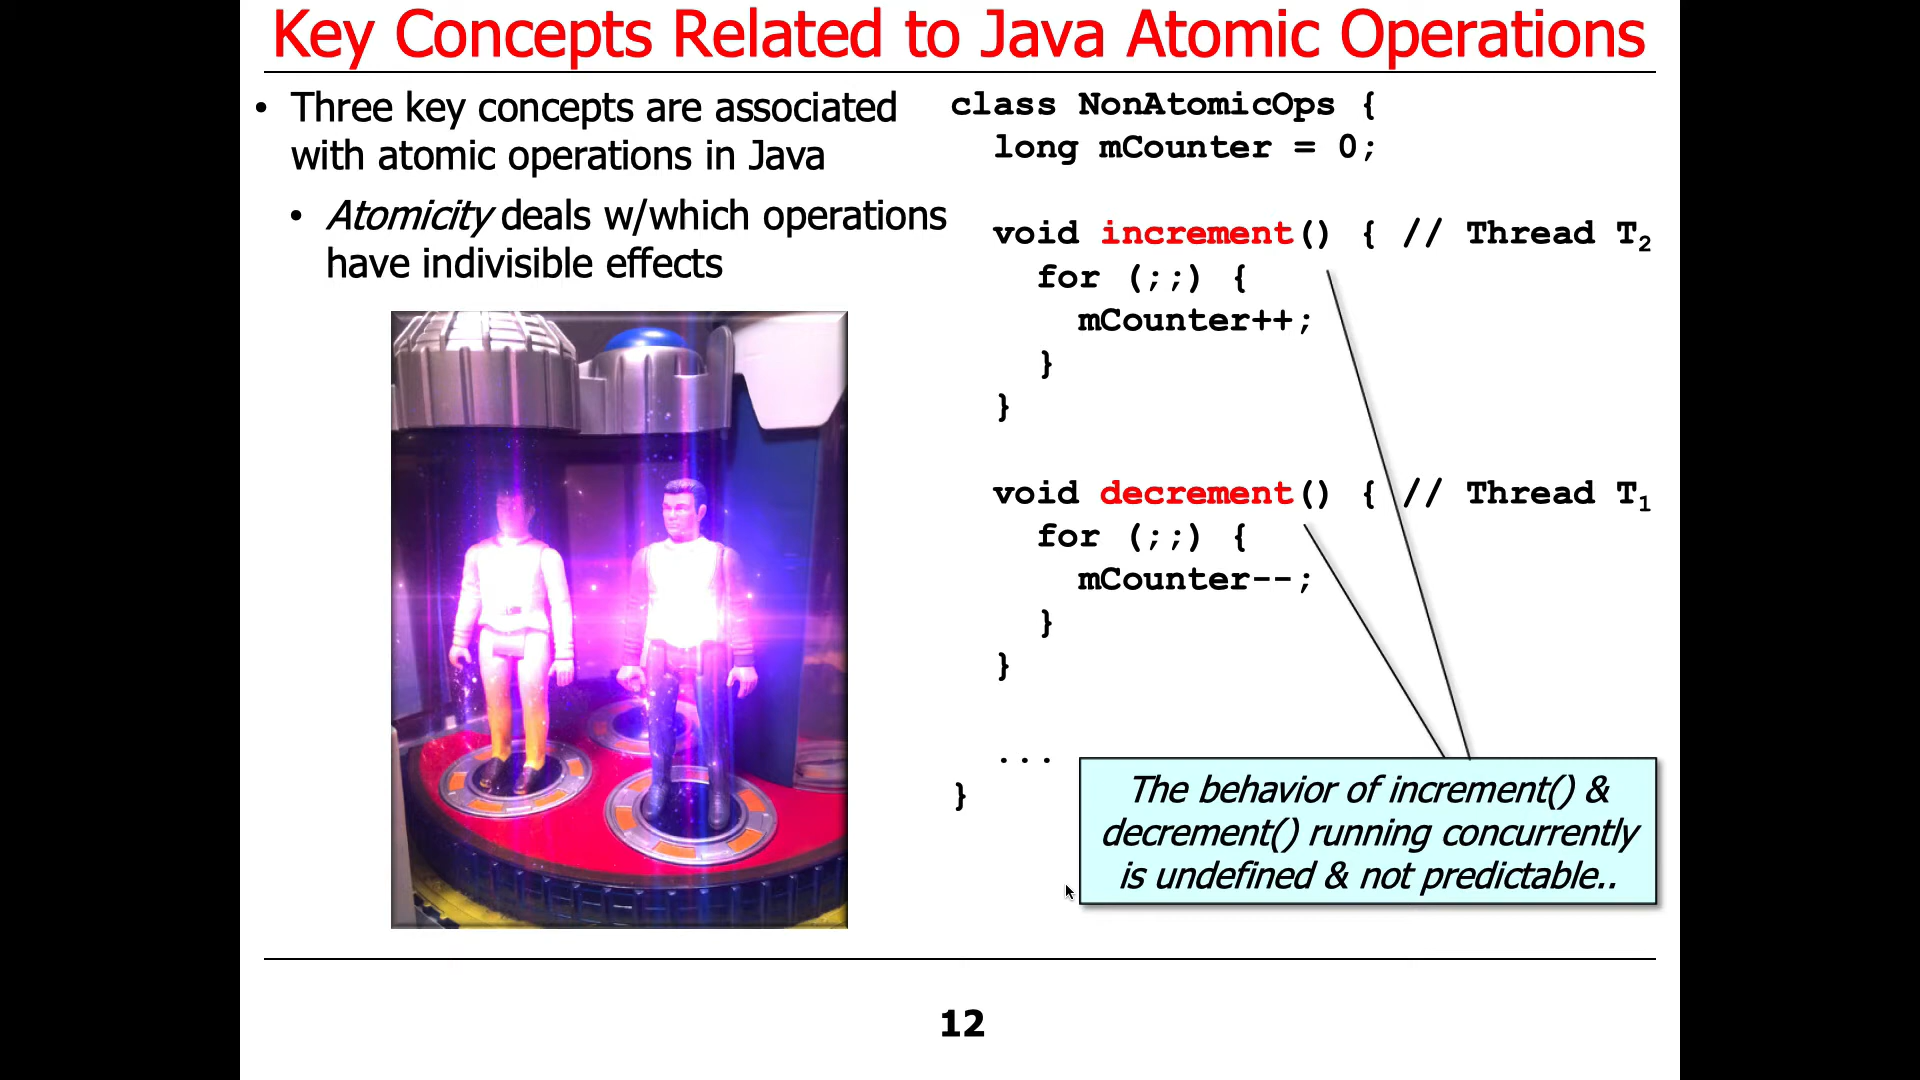 Key Concepts Related to Java Atomic Operations
• Three key concepts are associated
with atomic operations in Java
• Atomicity deals w/which operations
have indivisible effects
class NonAtomicOps {
long mCounter = 0;
void increment() { // Thread T2
for (;;) {
mCounter++;
}
}
void decrement() { // Thread T1
for (;;) {
mCounter--;
}
}
...
}
The behavior of increment() &
decrement() running concurrently
is undefined & not predictable..
12